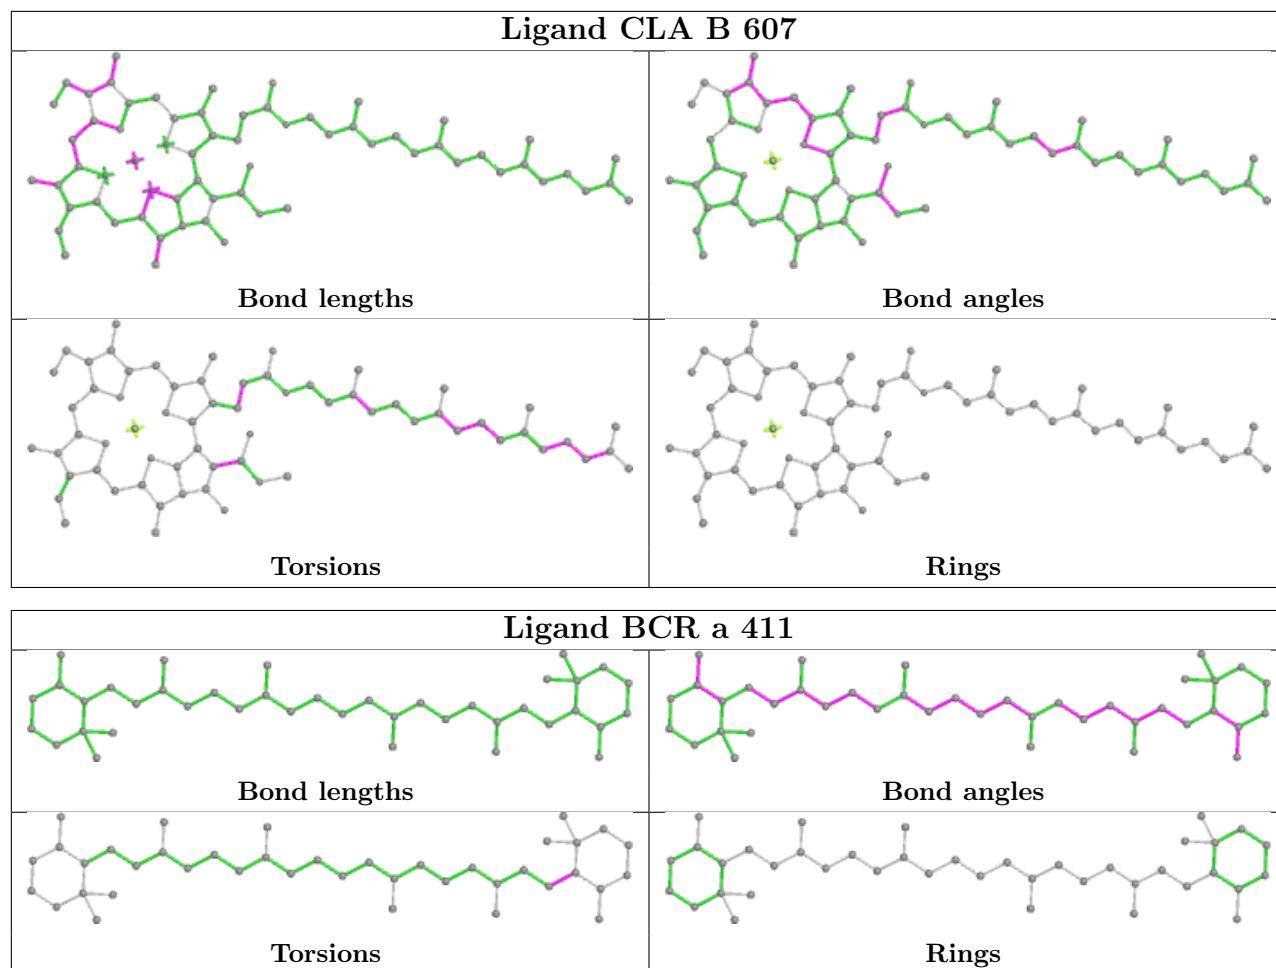 Ligand CLA B 607
Bond lengths
Bond angles
Torsions
Rings
Ligand BCR a 411
Bond lengths
Bond angles
Torsions
Rings